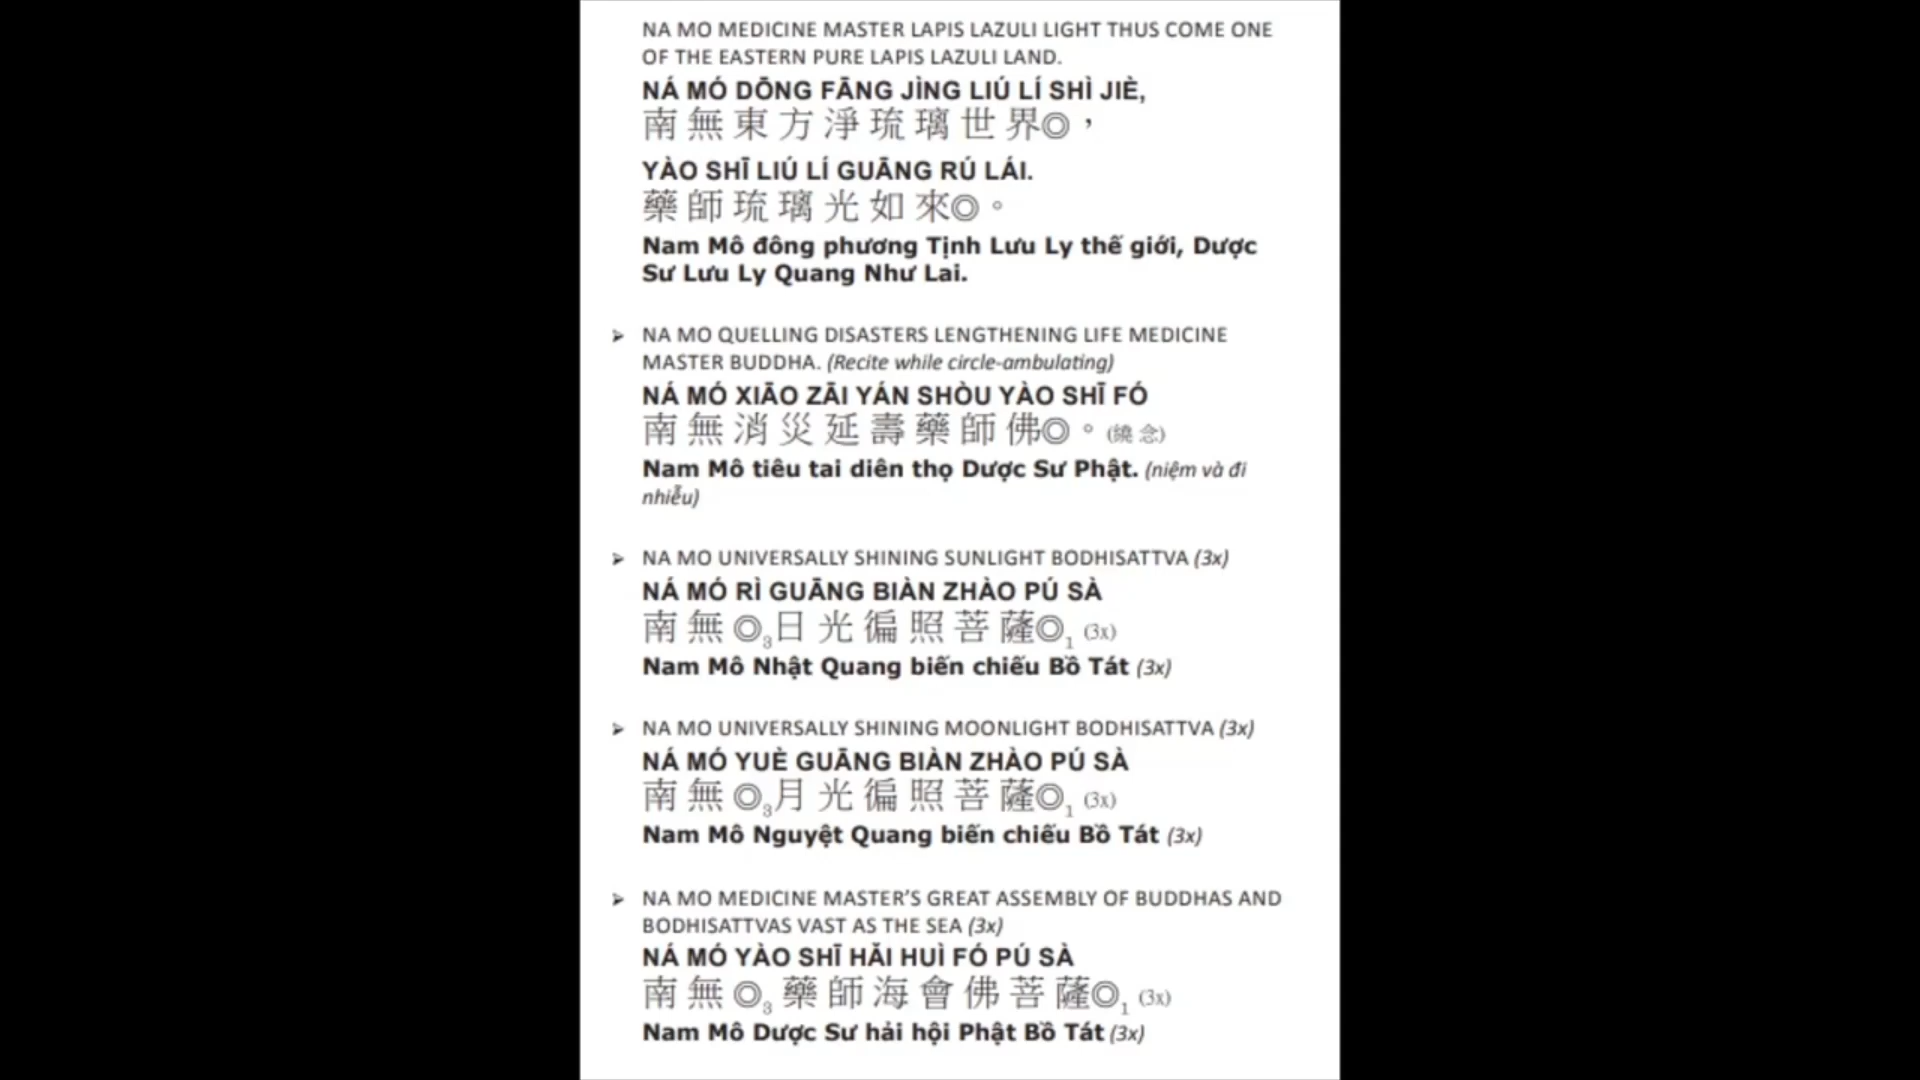 NA MO MEDICINE MASTER LAPIS LAZULI LIGHT THUS COME ONE
OF THE EASTERN PURE LAPIS LAZULI LAND.
NÁ MÓ DŌNG FĀNG JÌNG LIÚ LÍ SHÌ JIÈ,
南無東方淨琉璃世界◎，
YÀO SHĪ LIÚ LÍ GUĀNG RÚ LÁI.
藥師琉璃光如來◎。
Nam Mô đông phương Tịnh Lưu Ly thế giới, Dược
Sư Lưu Ly Quang Như Lai.
➢ NA MO QUELLING DISASTERS LENGTHENING LIFE MEDICINE
MASTER BUDDHA. (Recite while circle-ambulating)
NÁ MÓ XIĀO ZĀI YÁN SHÒU YÀO SHĪ FÓ
南無消災延壽藥師佛◎。(繞念)
Nam Mô tiêu tai diên thọ Dược Sư Phật. (niệm và đi
nhiễu)
➢ NA MO UNIVERSALLY SHINING SUNLIGHT BODHISATTVA (3x)
NÁ MÓ RÌ GUĀNG BIÀN ZHÀO PÚ SÀ
南無◎3日光徧照菩薩◎1 (3x)
Nam Mô Nhật Quang biến chiếu Bồ Tát (3x)
➢ NA MO UNIVERSALLY SHINING MOONLIGHT BODHISATTVA (3x)
NÁ MÓ YUÈ GUĀNG BIÀN ZHÀO PÚ SÀ
南無◎3月光徧照菩薩◎1 (3x)
Nam Mô Nguyệt Quang biến chiếu Bồ Tát (3x)
➢ NA MO MEDICINE MASTER’S GREAT ASSEMBLY OF BUDDHAS AND
BODHISATTVAS VAST AS THE SEA (3x)
NÁ MÓ YÀO SHĪ HǍI HUÌ FÓ PÚ SÀ
南無◎3 藥師海會佛菩薩◎1 (3x)
Nam Mô Dược Sư hải hội Phật Bồ Tát (3x)